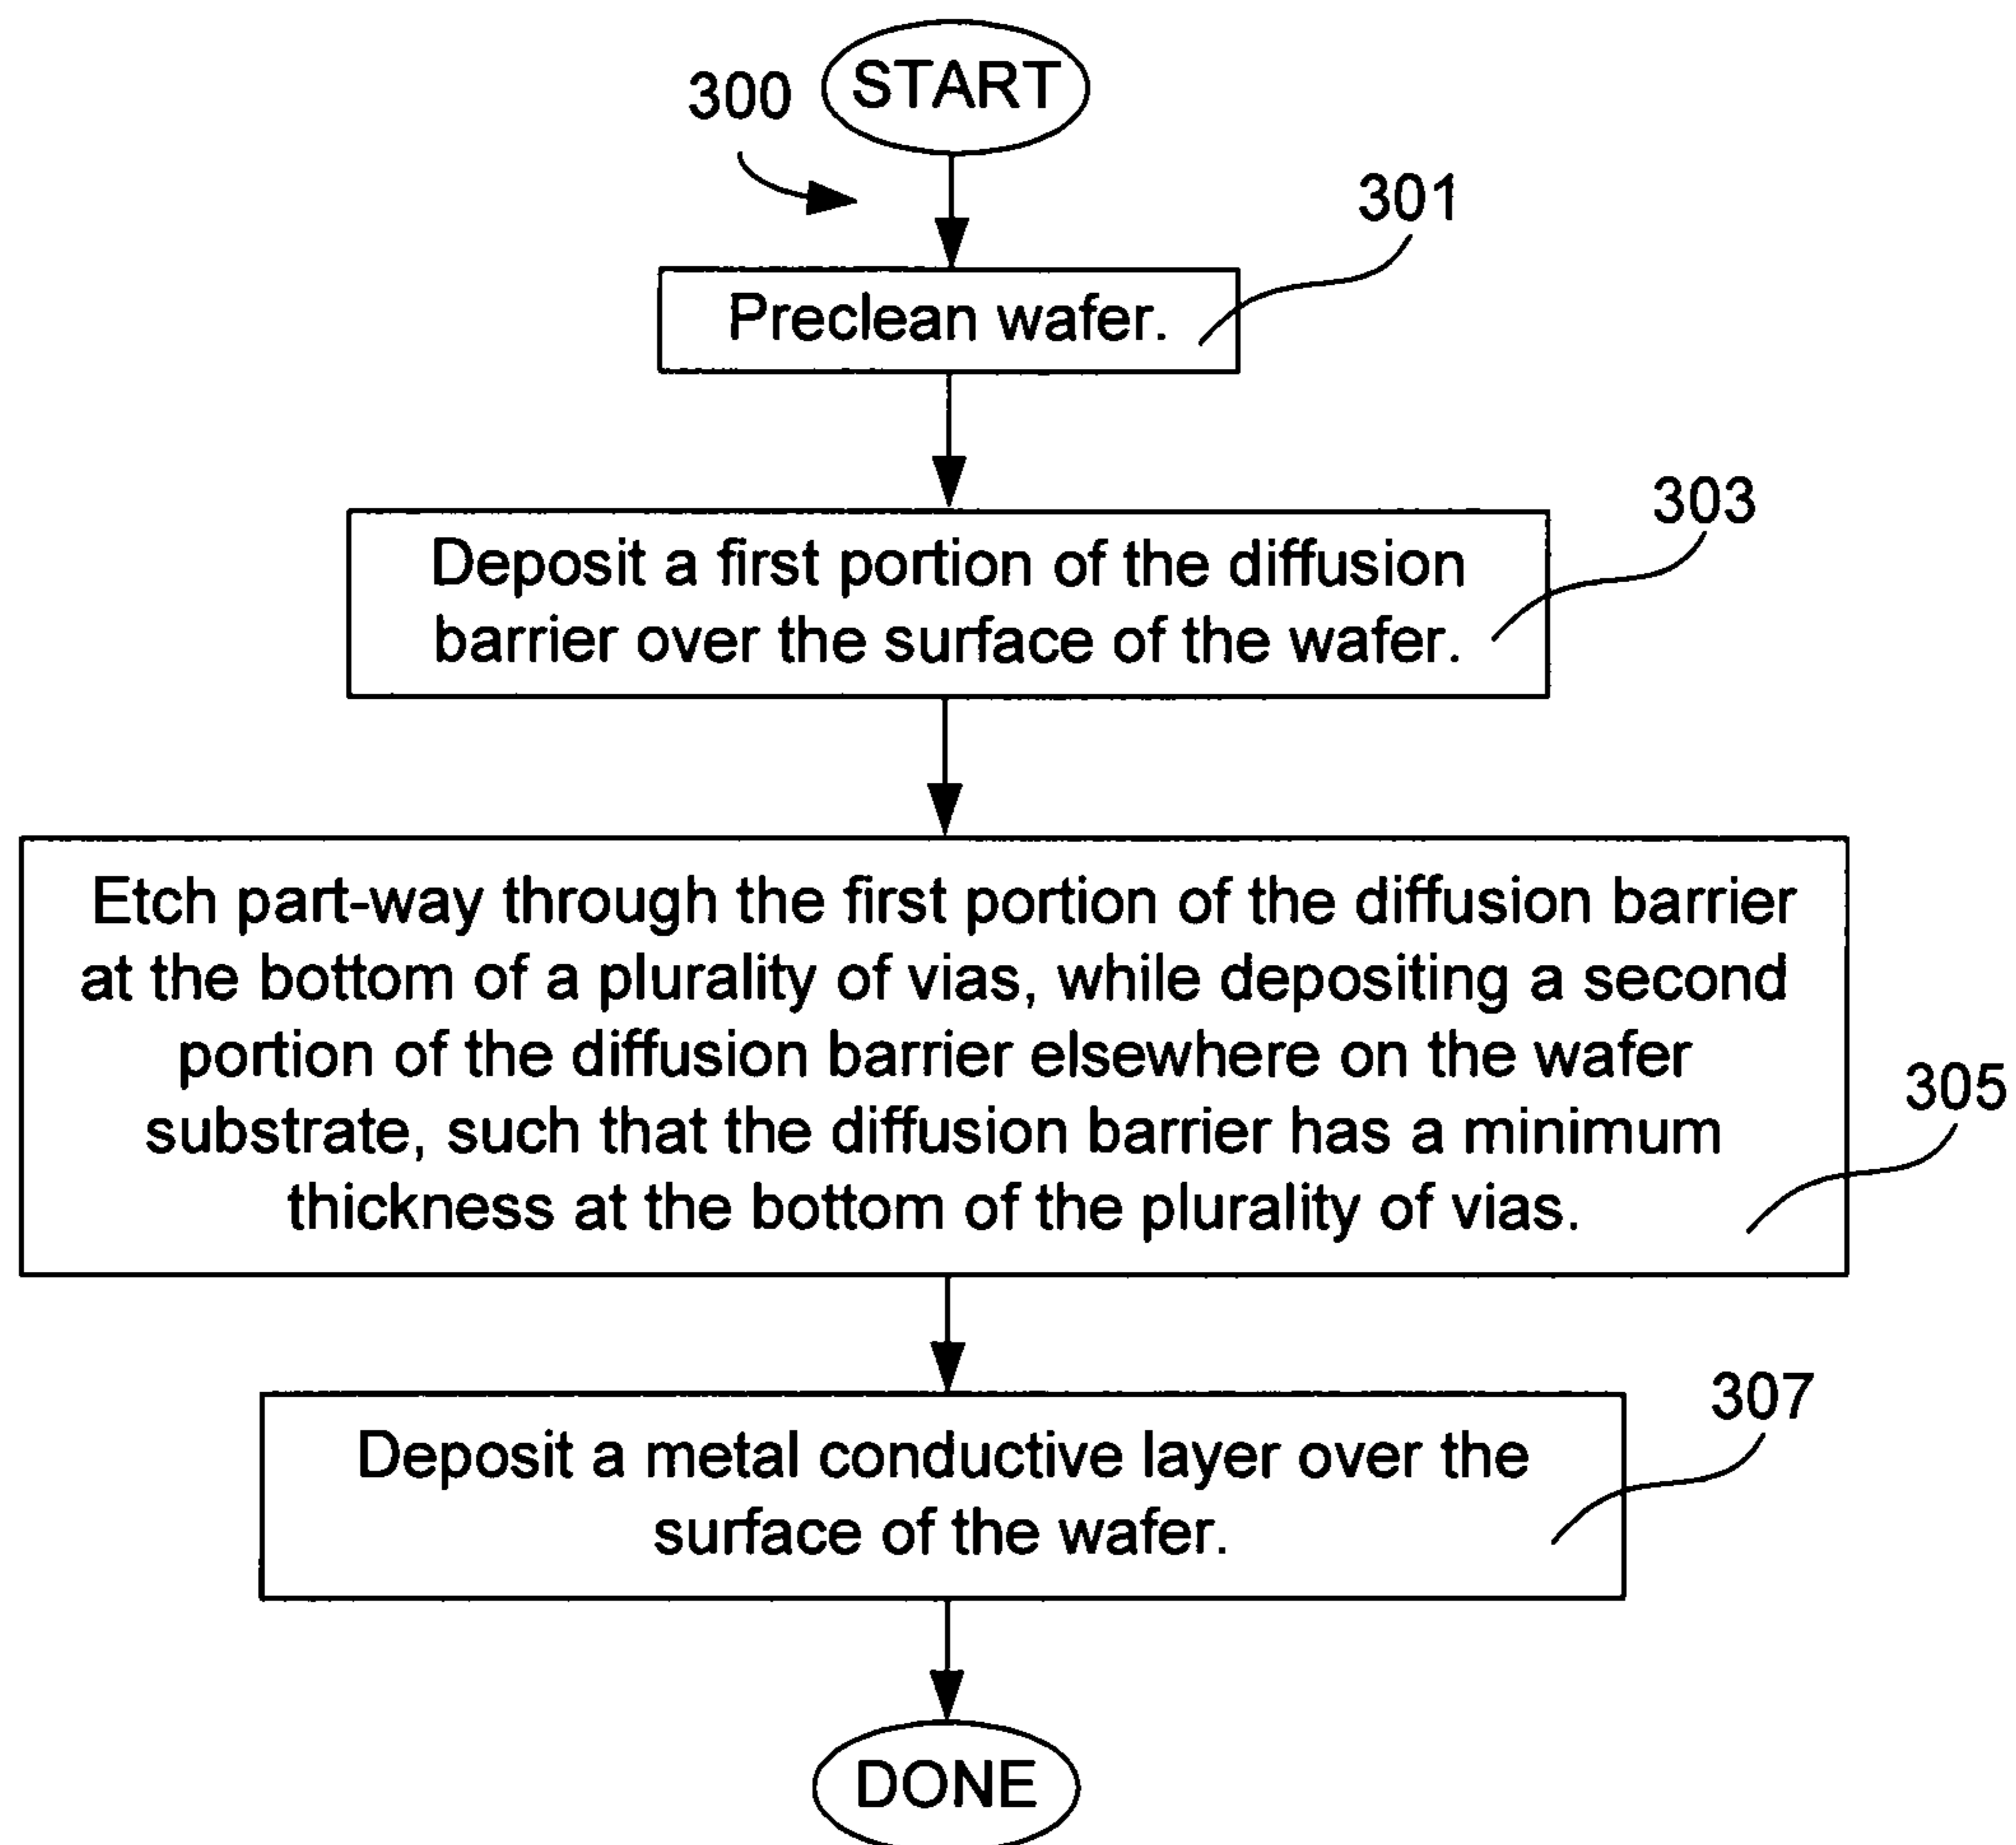 START
300
301
Preclean wafer.
303
Deposit a first portion of the diffusion
barrier over the surface of the wafer.
Etch part-way through the first portion of the diffusion barrier
at the bottom of a plurality of vias, while depositing a second
portion of the diffusion barrier elsewhere on the wafer
substrate, such that the diffusion barrier has a minimum
thickness at the bottom of the plurality of vias.
305
307
Deposit a metal conductive layer over the
surface of the wafer.
DONE